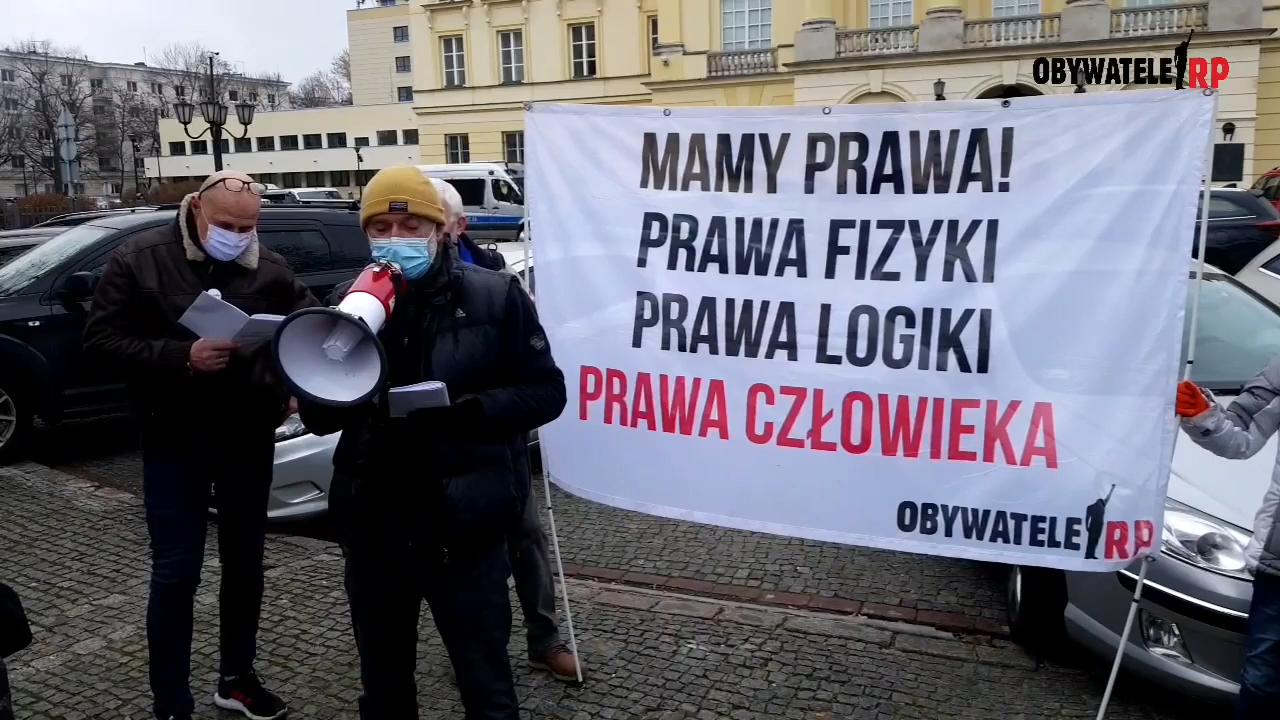 OBYWATELE RP
MAMY PRAWA!
PRAWA FIZYKI
PRAWA LOGIKI
PRAWA CZŁOWIEKA
OBYWATELE RP